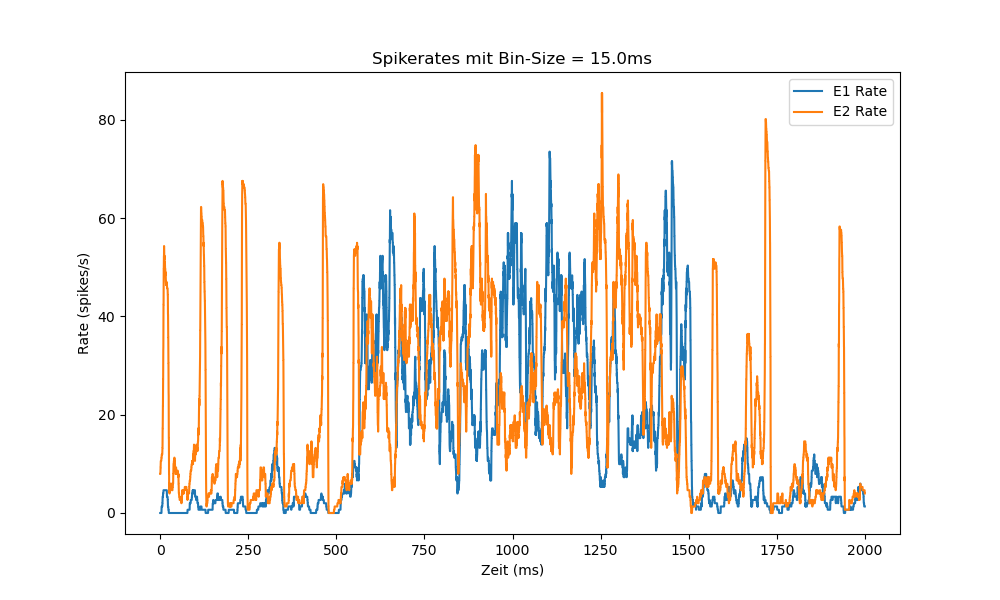 Spikerates mit Bin-Size = 15.0ms
E1 Rate
E2 Rate
Rate (spikes/s)
80
60
40
20
0
0 250 500 750 1000 1250 1500 1750 2000
Zeit (ms)